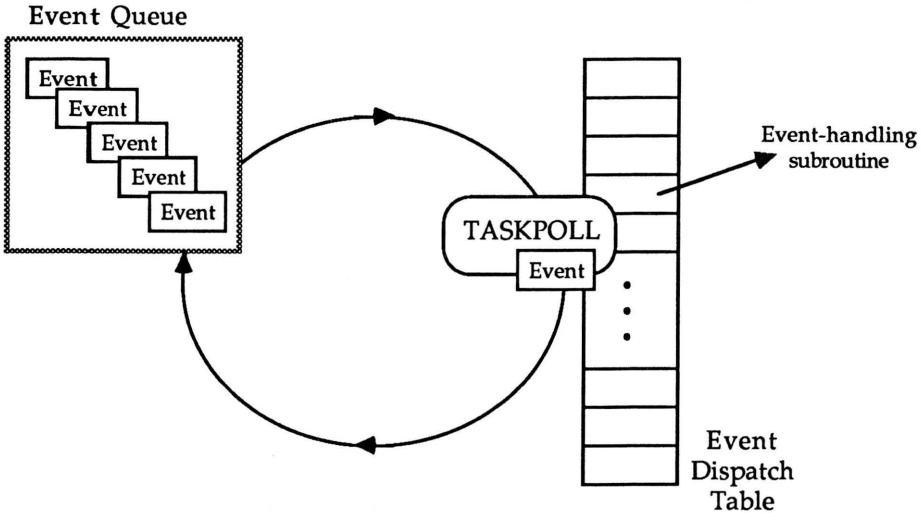 Event Queue
Event
Event
Event
Event
Event
Event-handling
subroutine
TASKPOLL
Event
Event
Dispatch
Table